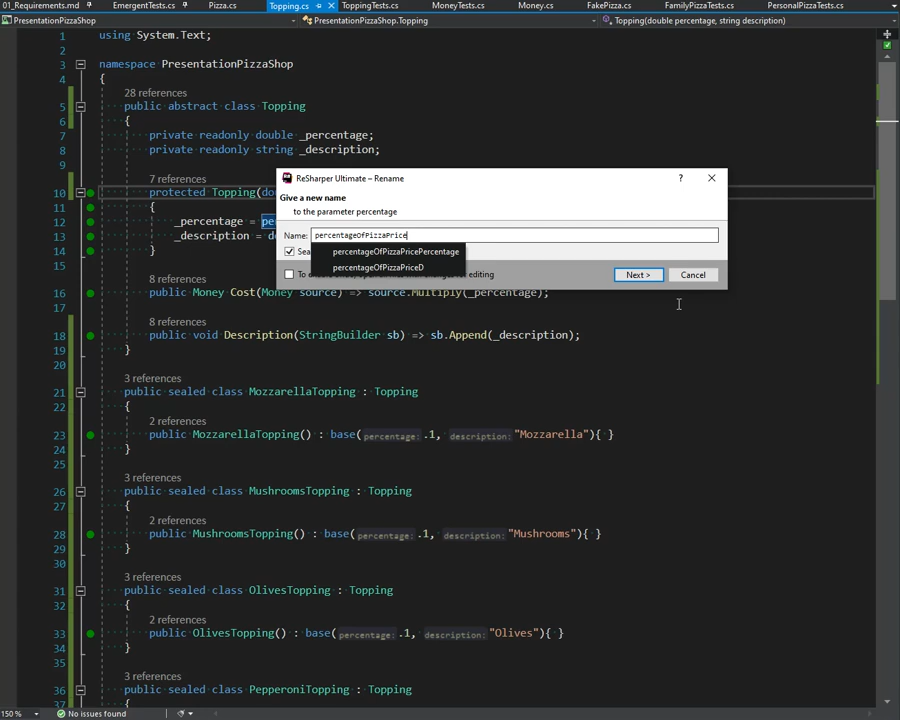 01_Requirements.md EmergentTests.cs Pizza.cs Topping.cs ToppingTests.cs MoneyTests.cs Money.cs FakePizza.cs FamilyPizzaTests.cs PersonalPizzaTests.cs
PresentationPizzaShop PresentationPizzaShop.Topping Topping(double percentage, string description)
1 using System.Text;
2
3 namespace PresentationPizzaShop
4 {
28 references
5 public abstract class Topping
6 {
7 private readonly double _percentage;
8 private readonly string _description;
9
7 references
10 protected Topping(do
11 {
12 _percentage = per
13 _description = de
14 }
15
8 references
16 public Money Cost(Money source) => source.Multiply(_percentage);
17
8 references
18 public void Description(StringBuilder sb) => sb.Append(_description);
19 }
20
3 references
21 public sealed class MozzarellaTopping : Topping
22 {
2 references
23 public MozzarellaTopping() : base(percentage: .1, description: "Mozzarella"){ }
24 }
25
3 references
26 public sealed class MushroomsTopping : Topping
27 {
2 references
28 public MushroomsTopping() : base(percentage: .1, description: "Mushrooms"){ }
29 }
30
3 references
31 public sealed class OlivesTopping : Topping
32 {
2 references
33 public OlivesTopping() : base(percentage: .1, description: "Olives"){ }
34 }
35
3 references
36 public sealed class PepperoniTopping : Topping
37 {
ReSharper Ultimate – Rename
Give a new name
to the parameter percentage
Name: percentageOfPizzaPrice
percentageOfPizzaPricePercentage
percentageOfPizzaPriceD
Next > Cancel
150 % No issues found